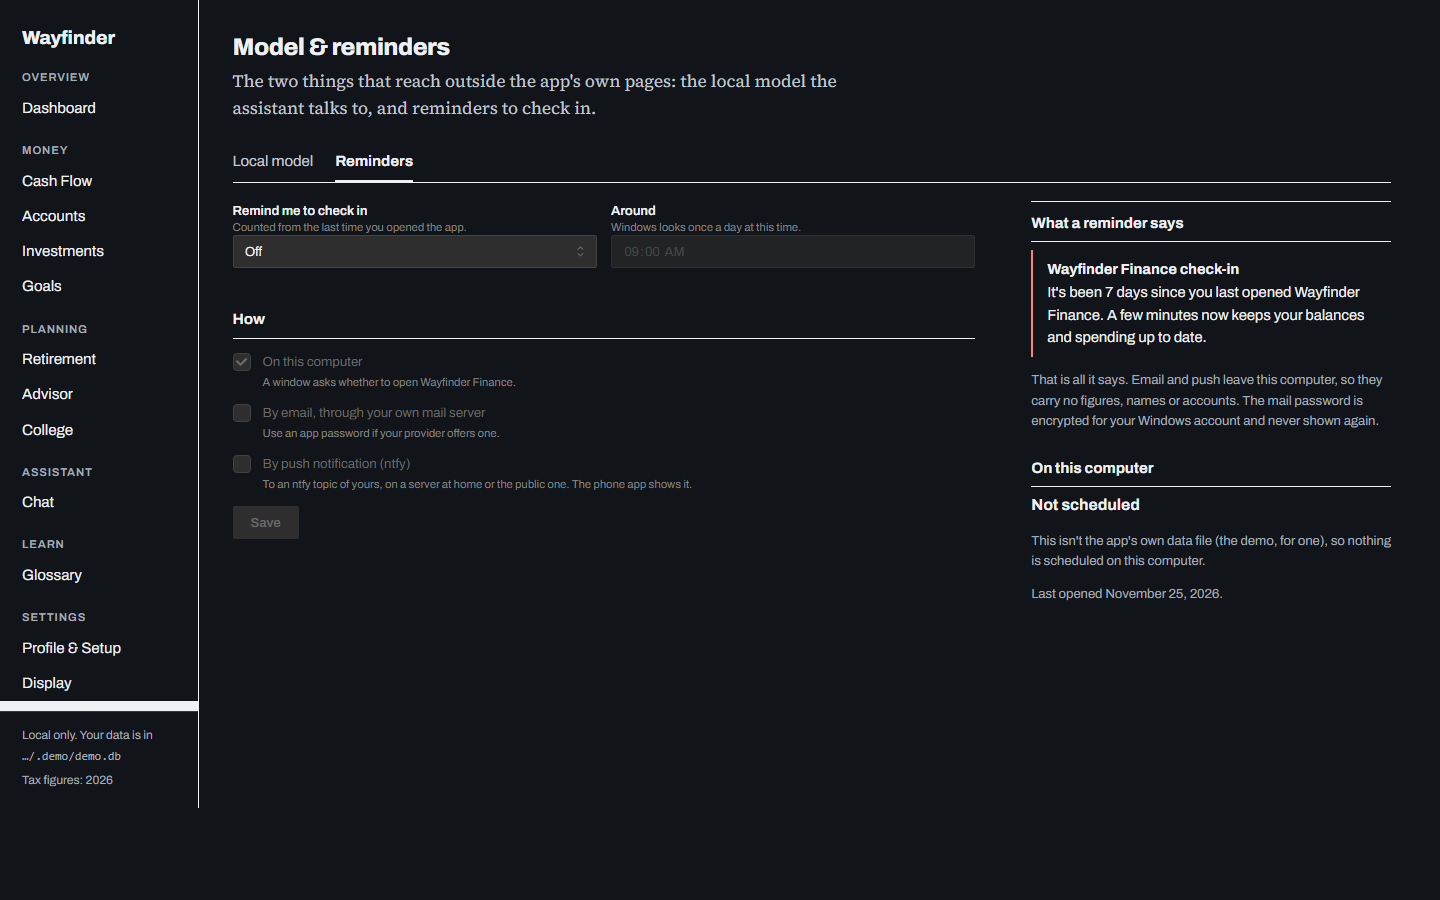 Wayfinder
OVERVIEW
Dashboard
MONEY
Cash Flow
Accounts
Investments
Goals
PLANNING
Retirement
Advisor
College
ASSISTANT
Chat
LEARN
Glossary
SETTINGS
Profile & Setup
Display
Local only. Your data is in
…/.demo/demo.db
Tax figures: 2026
Model & reminders
The two things that reach outside the app's own pages: the local model the
assistant talks to, and reminders to check in.
Local model
Reminders
Remind me to check in
Counted from the last time you opened the app.
Off
Around
Windows looks once a day at this time.
09:00 AM
How
On this computer
A window asks whether to open Wayfinder Finance.
By email, through your own mail server
Use an app password if your provider offers one.
By push notification (ntfy)
To an ntfy topic of yours, on a server at home or the public one. The phone app shows it.
Save
What a reminder says
Wayfinder Finance check-in
It's been 7 days since you last opened Wayfinder
Finance. A few minutes now keeps your balances
and spending up to date.
That is all it says. Email and push leave this computer, so they
carry no figures, names or accounts. The mail password is
encrypted for your Windows account and never shown again.
On this computer
Not scheduled
This isn't the app's own data file (the demo, for one), so nothing
is scheduled on this computer.
Last opened November 25, 2026.